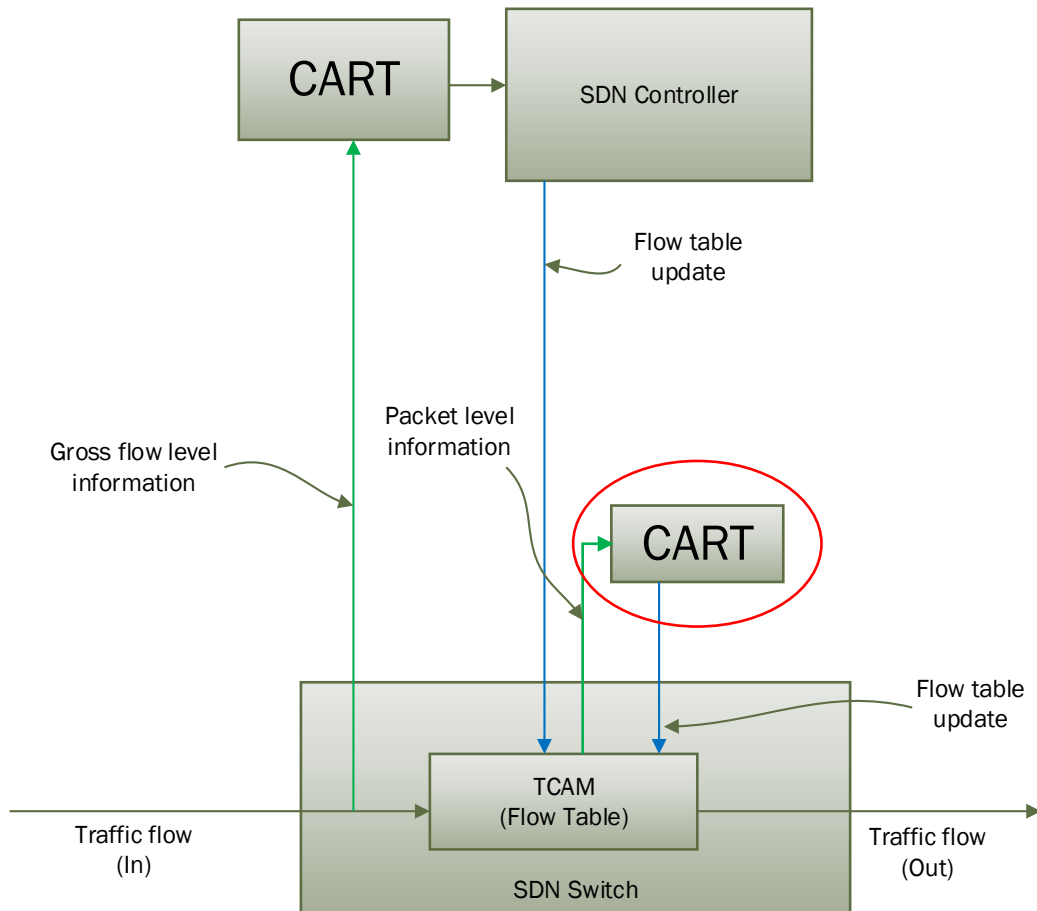 CART
SDN Controller
Flow table
update
Packet level
information
Gross flow level
information
CART
Flow table
update
TCAM
(Flow Table)
Traffic flow
(In)
Traffic flow
(Out)
SDN Switch